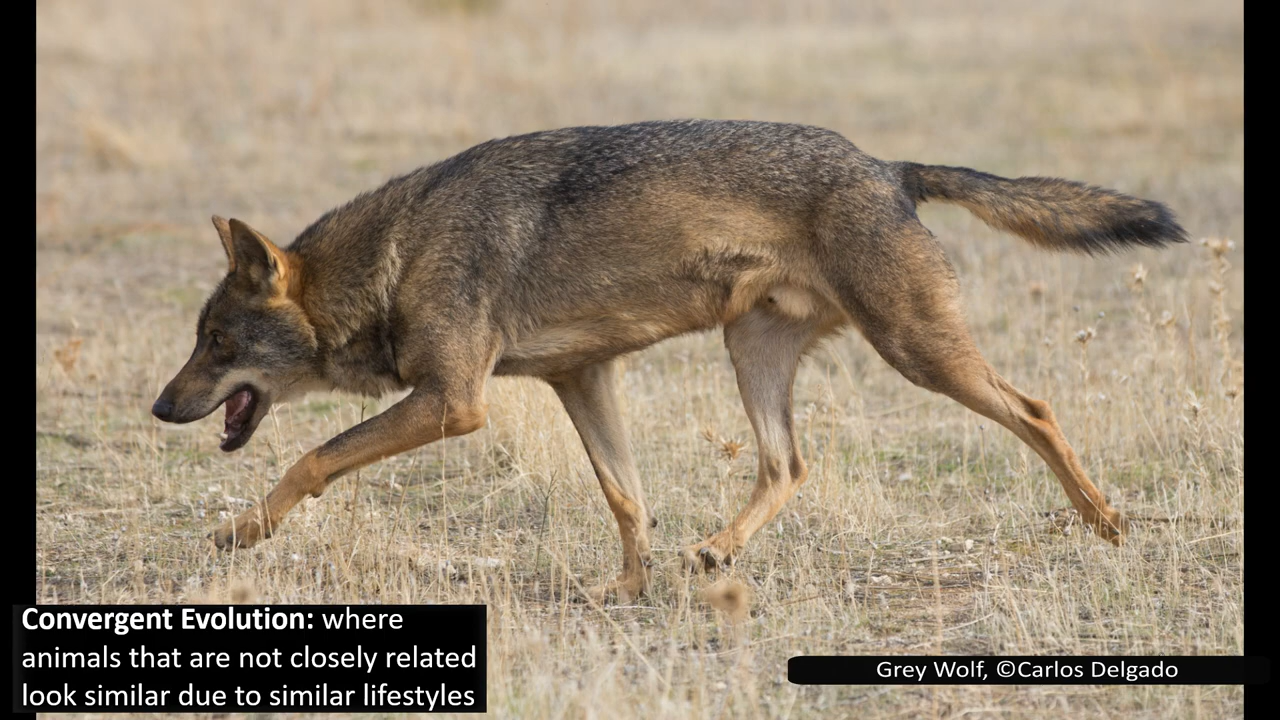 Convergent Evolution: where
animals that are not closely related
look similar due to similar lifestyles
Grey Wolf, ©Carlos Delgado